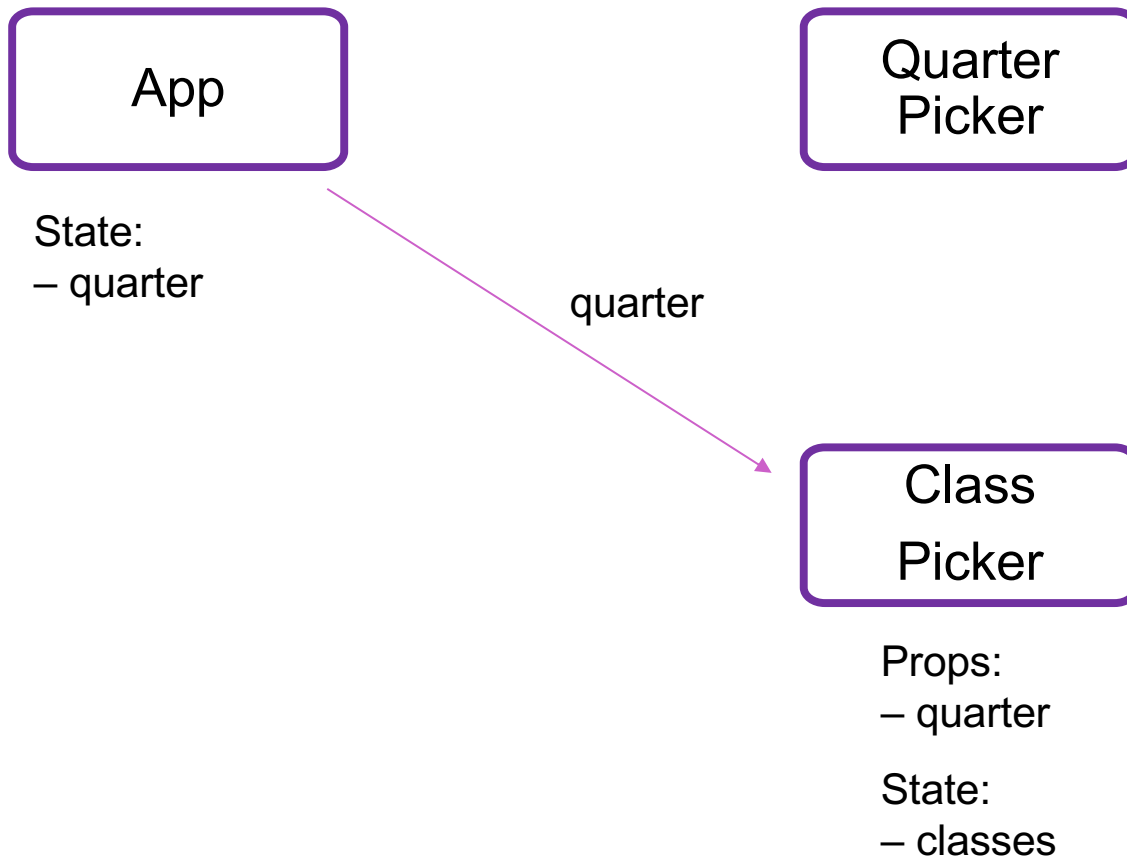 App
Quarter
Picker
State:
– quarter
quarter
Class
Picker
Props:
– quarter
State:
– classes